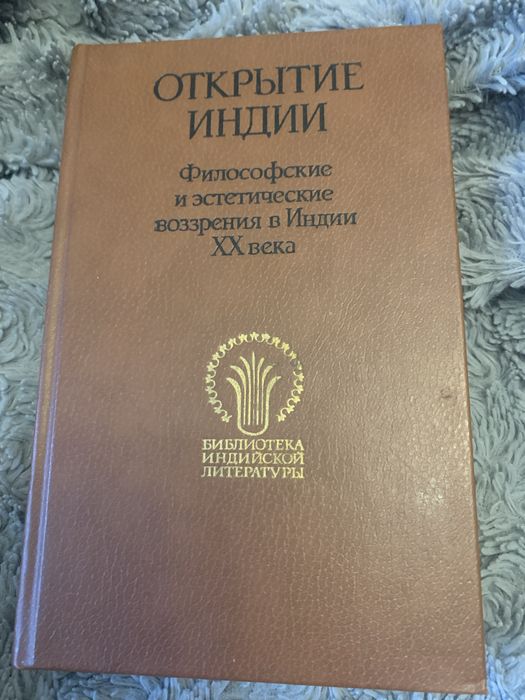 ОТКРЫТИЕ
ИНДИИ
Философские
и эстетические
воззрения в Индии
XX века
БИБЛИОТЕКА
ИНДИЙСКОЙ
ЛИТЕРАТУРЫ